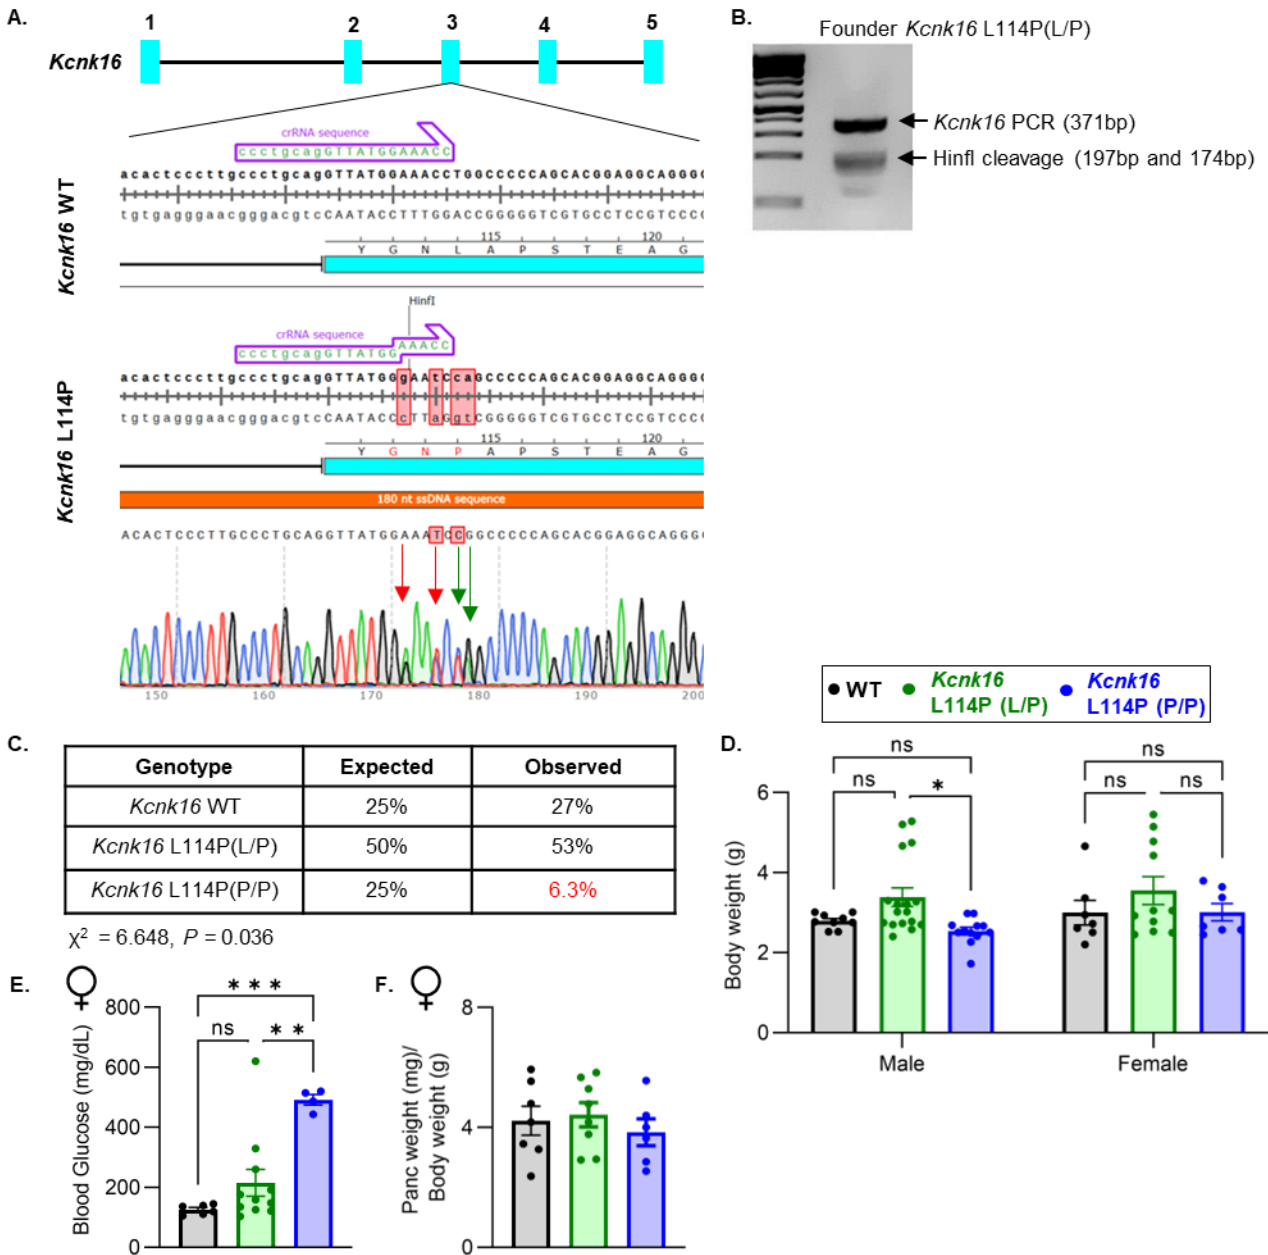 A.
1 2 3 4 5
Kcnk16
crRNA sequence
ccctgcagGTTATGGAAACC
Kcnk16 WT
acactcccttgccctgcagGTTATGGAAACCTGGCCCCCAGCACGGAGGCAGGGC
tgtgagggaacgggacgtcCAATACCTTTGGACCGGGGGTCGTGCCTCCGTCCCG
115 120
Y G N L A P S T E A G
HinfI
crRNA sequence
ccctgcagGTTATGGAAACC
Kcnk16 L114P
acactcccttgccctgcagGTTATGGgAAtCcaGCCCCCAGCACGGAGGCAGGGC
tgtgagggaacgggacgtcCAATACCcTTaGgtCGGGGGTCGTGCCTCCGTCCCG
115 120
Y G N P A P S T E A G
180 nt ssDNA sequence
ACACTCCCTTGCCCTGCAGGTTATGGAAATCCGGCCCCCAGCACGGAGGCAGGGC
150 160 170 180 190 200
B.
Founder Kcnk16 L114P(L/P)
Kcnk16 PCR (371bp)
HinfI cleavage (197bp and 174bp)
C.
Genotype Expected Observed
Kcnk16 WT 25% 27%
Kcnk16 L114P(L/P) 50% 53%
Kcnk16 L114P(P/P) 25% 6.3%
χ² = 6.648, P = 0.036
WT Kcnk16 L114P (L/P) Kcnk16 L114P (P/P)
D.
ns ns
ns * ns ns
Body weight (g)
6
4
2
0
Male Female
E.
♀
* * *
ns * *
Blood Glucose (mg/dL)
800
600
400
200
0
F.
♀
Panc weight (mg)/
Body weight (g)
8
4
0